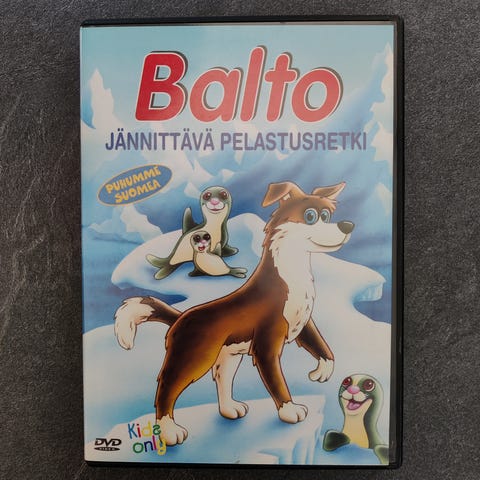 Balto
JÄNNITTÄVÄ PELASTUSRETKI
PUHUMME
SUOMEA
Kids
only
DVD
VIDEO